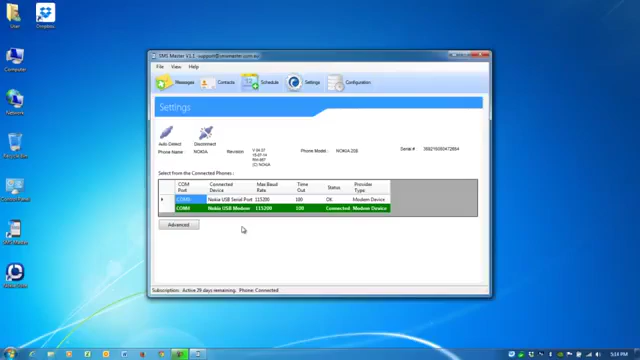 SMS Master V1.1 - support@smsmaster.com.au
File View Help
Messages Contacts Schedule Settings Configuration
Settings
Auto Detect Disconnect
Phone Name : NOKIA Revision Phone Model : Serial # :
Select from the Connected Phones :
COM Port Connected Device Max Baud Rate Time Out Status Provider Type
Nokia USB Serial Port 115200 100 OK Modem Device
COM4 Nokia USB Modem 115200 100 Connected Modem Device
Advanced
Subscription: Active 29 days remaining. Phone: Connected
User
Dropbox
Computer
Network
Recycle Bin
SMS Master
5:44 PM